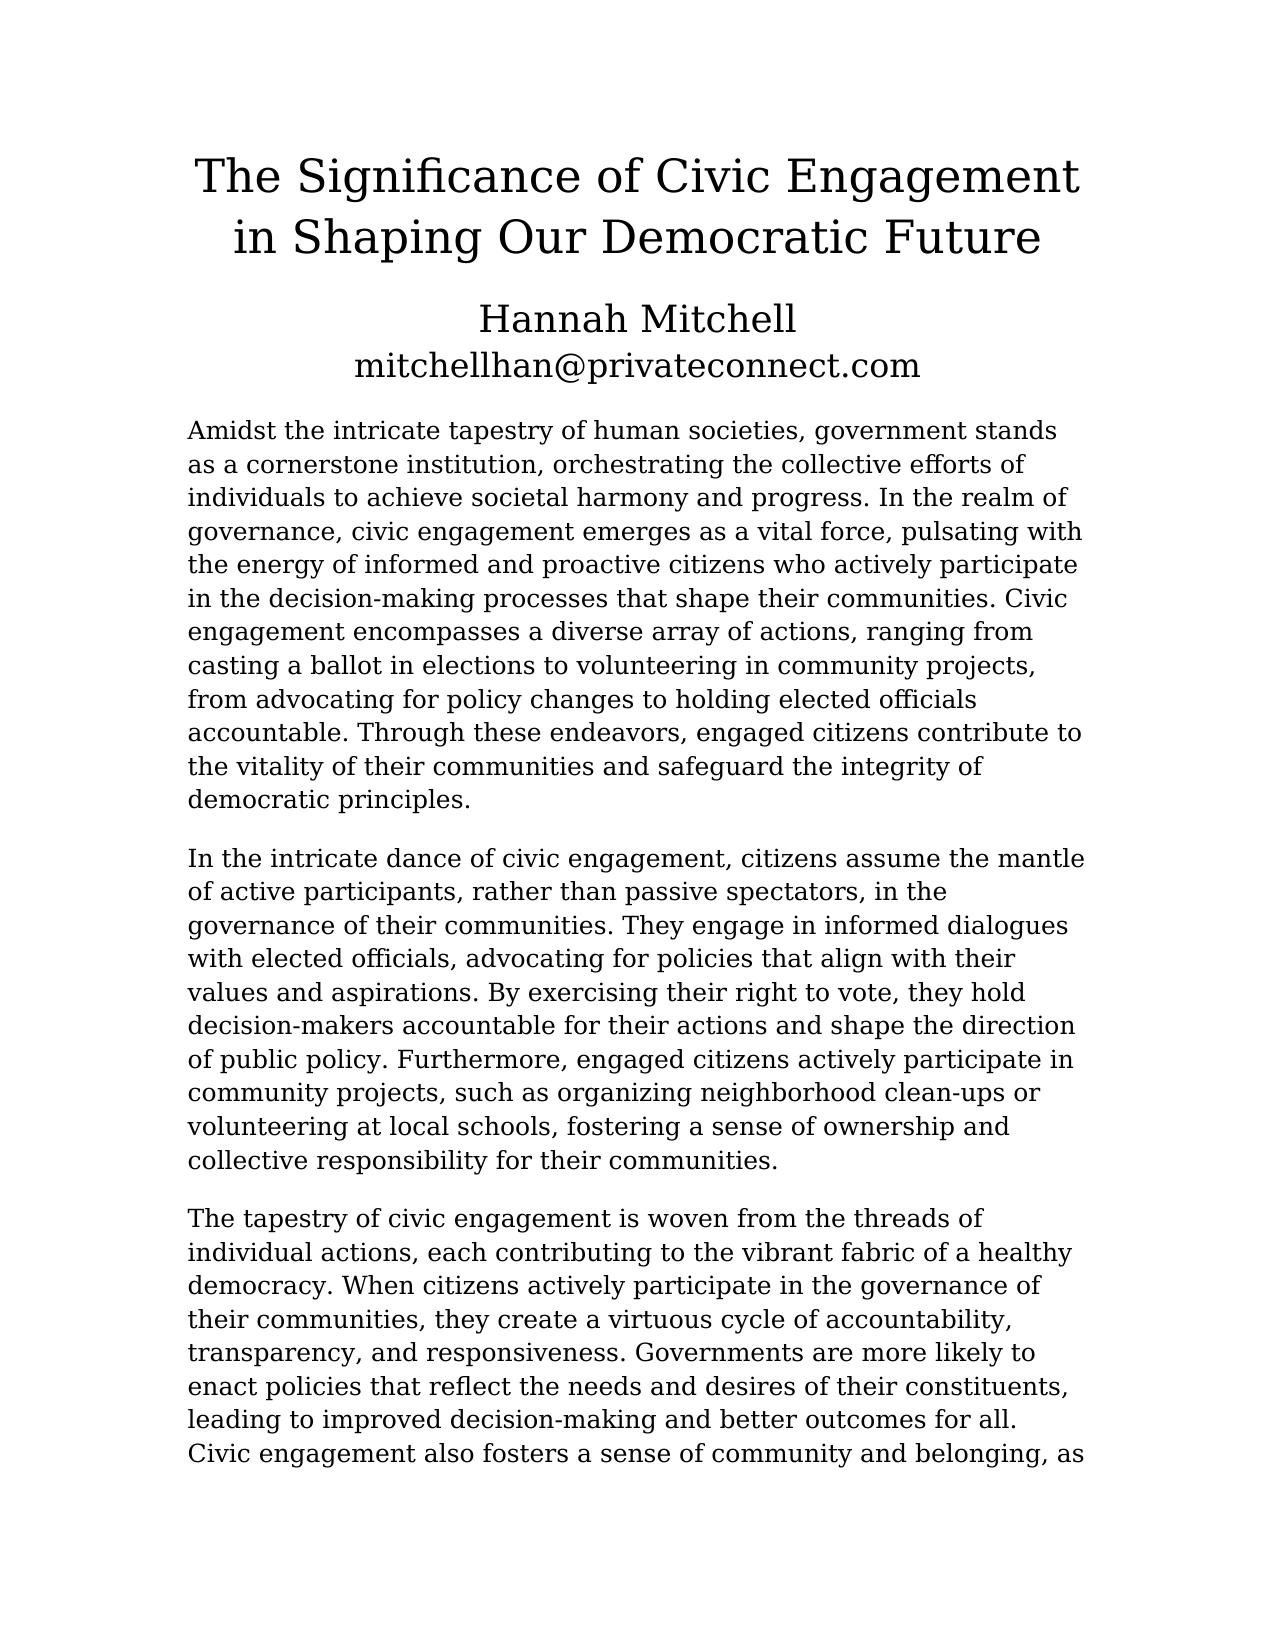 The Significance of Civic Engagement
in Shaping Our Democratic Future
Hannah Mitchell
mitchellhan@privateconnect.com
Amidst the intricate tapestry of human societies, government stands
as a cornerstone institution, orchestrating the collective efforts of
individuals to achieve societal harmony and progress. In the realm of
governance, civic engagement emerges as a vital force, pulsating with
the energy of informed and proactive citizens who actively participate
in the decision-making processes that shape their communities. Civic
engagement encompasses a diverse array of actions, ranging from
casting a ballot in elections to volunteering in community projects,
from advocating for policy changes to holding elected officials
accountable. Through these endeavors, engaged citizens contribute to
the vitality of their communities and safeguard the integrity of
democratic principles.
In the intricate dance of civic engagement, citizens assume the mantle
of active participants, rather than passive spectators, in the
governance of their communities. They engage in informed dialogues
with elected officials, advocating for policies that align with their
values and aspirations. By exercising their right to vote, they hold
decision-makers accountable for their actions and shape the direction
of public policy. Furthermore, engaged citizens actively participate in
community projects, such as organizing neighborhood clean-ups or
volunteering at local schools, fostering a sense of ownership and
collective responsibility for their communities.
The tapestry of civic engagement is woven from the threads of
individual actions, each contributing to the vibrant fabric of a healthy
democracy. When citizens actively participate in the governance of
their communities, they create a virtuous cycle of accountability,
transparency, and responsiveness. Governments are more likely to
enact policies that reflect the needs and desires of their constituents,
leading to improved decision-making and better outcomes for all.
Civic engagement also fosters a sense of community and belonging, as